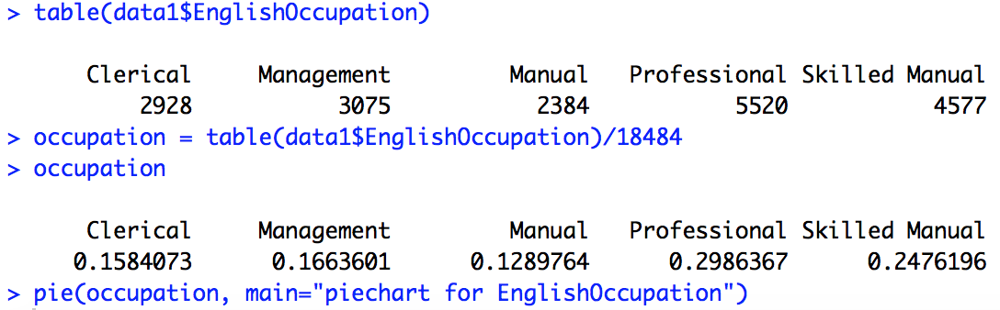 > table(data1$EnglishOccupation)
Clerical Management Manual Professional Skilled Manual
2928 3075 2384 5520 4577
> occupation = table(data1$EnglishOccupation)/18484
> occupation
Clerical Management Manual Professional Skilled Manual
0.1584073 0.1663601 0.1289764 0.2986367 0.2476196
> pie(occupation, main="piechart for EnglishOccupation")